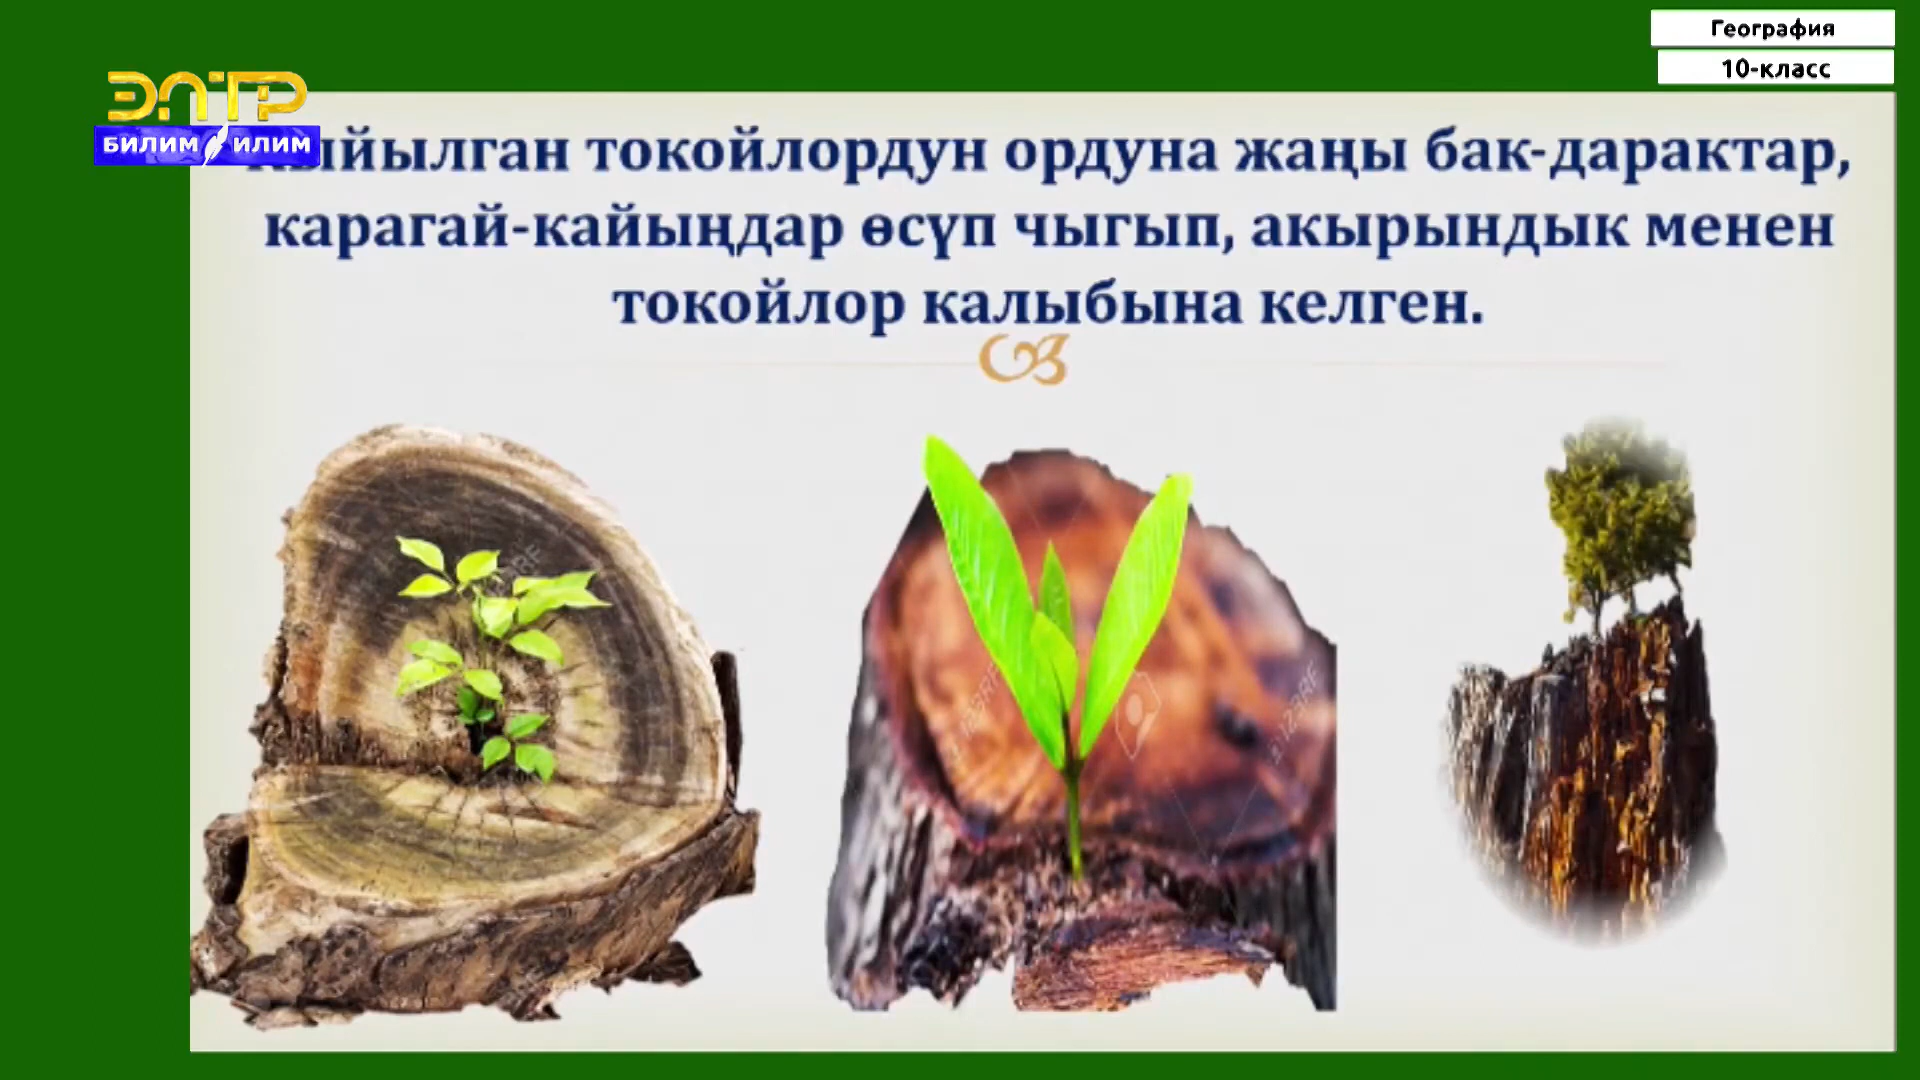 География
10-класс
ЭЛТР
БИЛИМ ИЛИМ
токойлордун ордуна жаңы бак-дарактар,
карагай-кайыңдар өсүп чыгып, акырындык менен
токойлор калыбына келген.